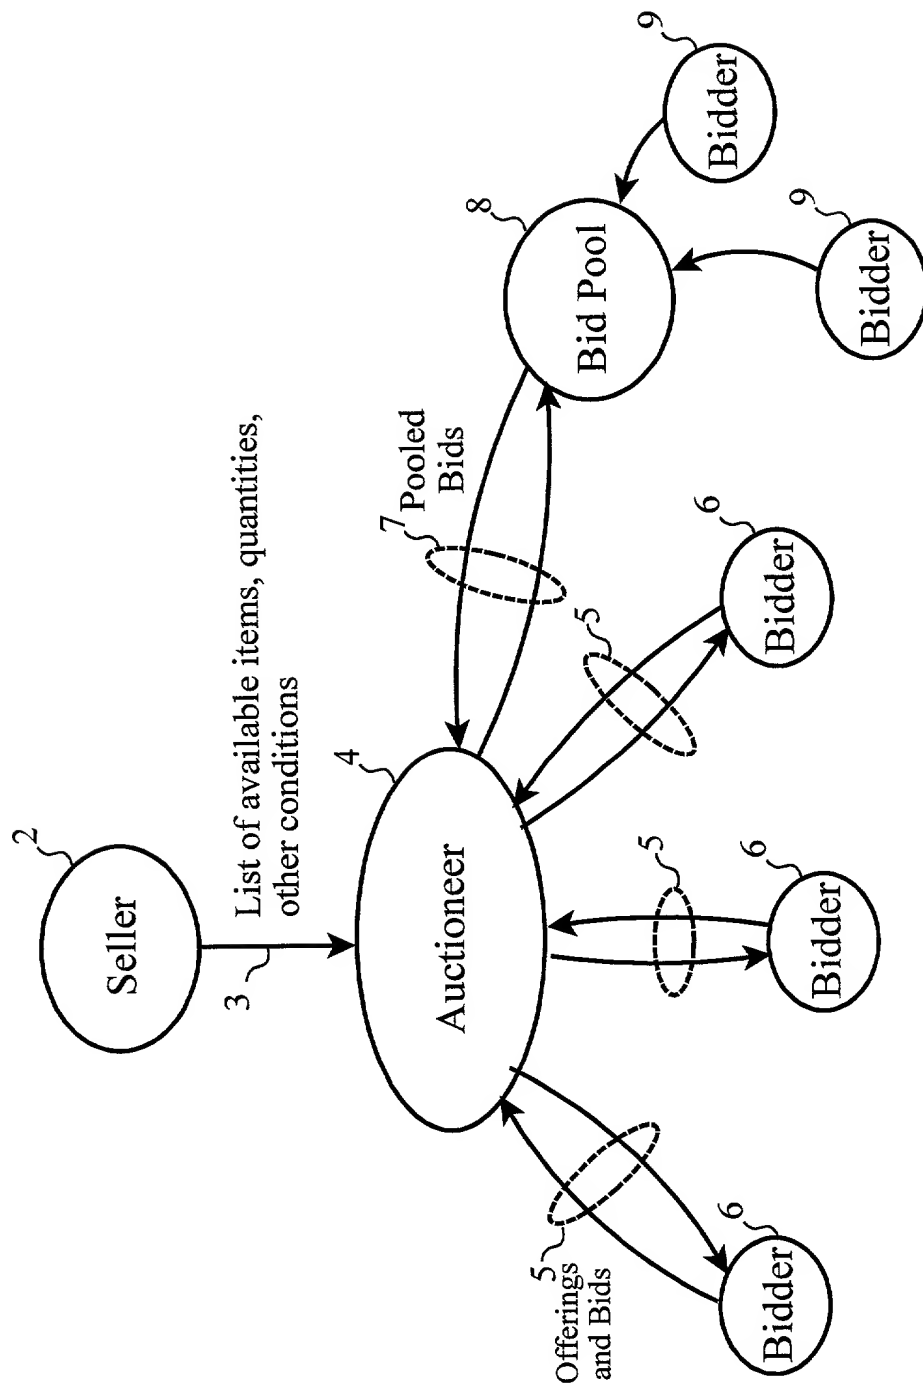 2
Seller
3
List of available items, quantities,
other conditions
4
Auctioneer
7
Pooled
Bids
8
Bid Pool
5
Offerings
and Bids
5
5
9
Bidder
6
Bidder
6
Bidder
6
Bidder
9
Bidder